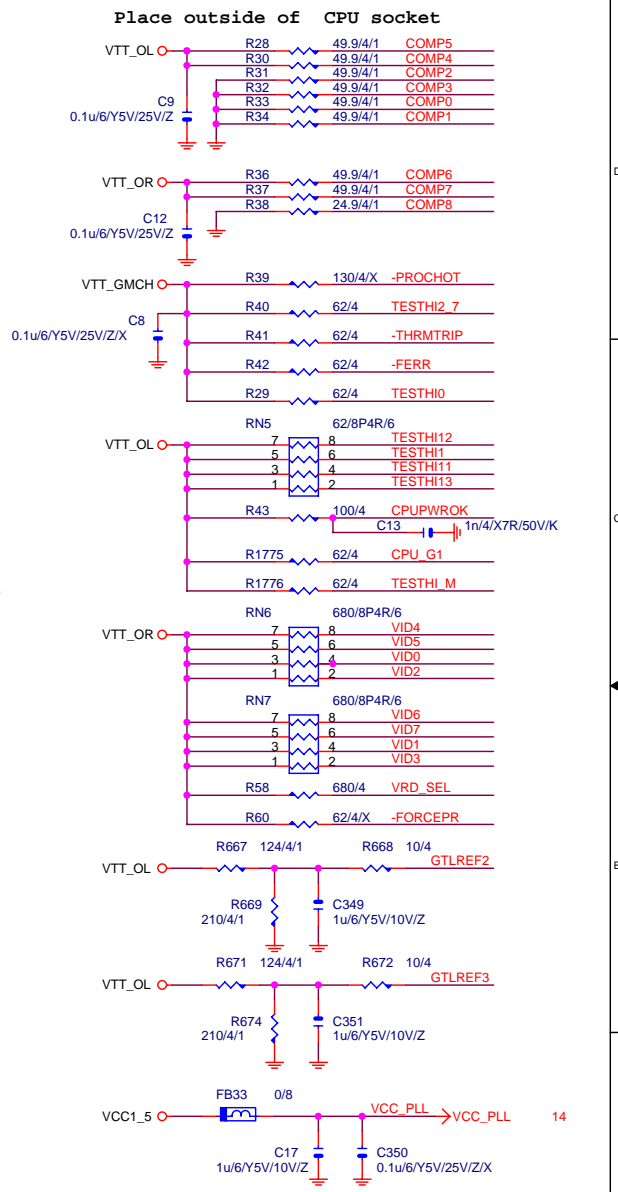 Place outside of CPU socket
VTT_OL
R28 49.9/4/1 COMP5
R30 49.9/4/1 COMP4
R31 49.9/4/1 COMP2
R32 49.9/4/1 COMP3
R33 49.9/4/1 COMP0
R34 49.9/4/1 COMP1
C9
0.1u/6/Y5V/25V/Z
VTT_OR
R36 49.9/4/1 COMP6
R37 49.9/4/1 COMP7
R38 24.9/4/1 COMP8
C12
0.1u/6/Y5V/25V/Z
D
VTT_GMCH
R39 130/4/X -PROCHOT
R40 62/4 TESTHI2_7
C8
0.1u/6/Y5V/25V/Z/X
R41 62/4 -THRMTRIP
R42 62/4 -FERR
R29 62/4 TESTHI0
RN5 62/8P4R/6
VTT_OL
7 8 TESTHI12
5 6 TESTHI1
3 4 TESTHI11
1 2 TESTHI13
R43 100/4 CPUPWROK
C13 1n/4/X7R/50V/K
C
R1775 62/4 CPU_G1
R1776 62/4 TESTHI_M
RN6 680/8P4R/6
VTT_OR
7 8 VID4
5 6 VID5
3 4 VID0
1 2 VID2
RN7 680/8P4R/6
7 8 VID6
5 6 VID7
3 4 VID1
1 2 VID3
R58 680/4 VRD_SEL
R60 62/4/X -FORCEPR
R667 124/4/1 R668 10/4
VTT_OL GTLREF2
B
R669
210/4/1
C349
1u/6/Y5V/10V/Z
R671 124/4/1 R672 10/4
VTT_OL GTLREF3
R674
210/4/1
C351
1u/6/Y5V/10V/Z
FB33 0/8
VCC1_5 VCC_PLL VCC_PLL 14
C17
1u/6/Y5V/10V/Z
C350
0.1u/6/Y5V/25V/Z/X